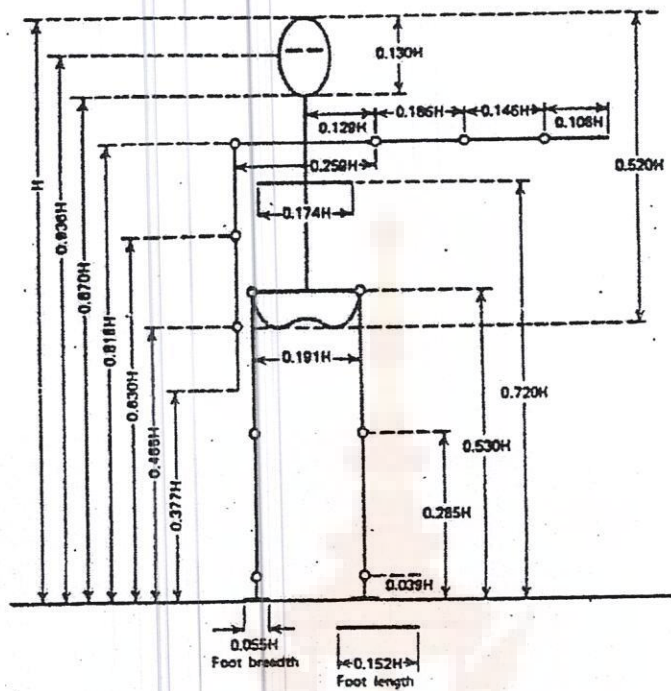 0.130H
0.186H
0.146H
0.129H
0.108H
0.259H
0.520H
0.174H
H
0.936H
0.870H
0.818H
0.630H
0.485H
0.377H
0.191H
0.720H
0.530H
0.285H
0.039H
0.055H
Foot breadth
0.152H
Foot length